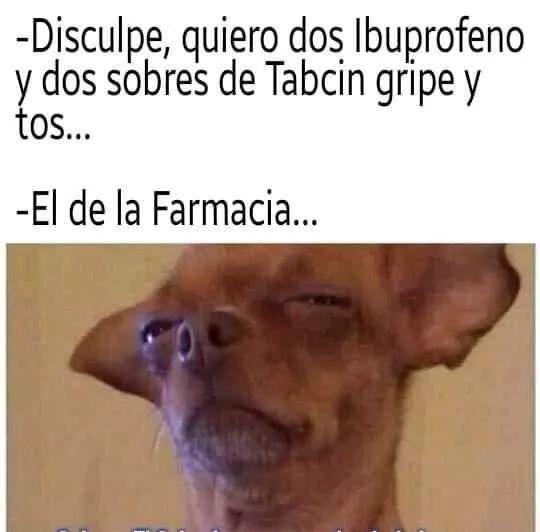 -Disculpe, quiero dos Ibuprofeno
y dos sobres de Tabcin gripe y
tos...
-El de la Farmacia...